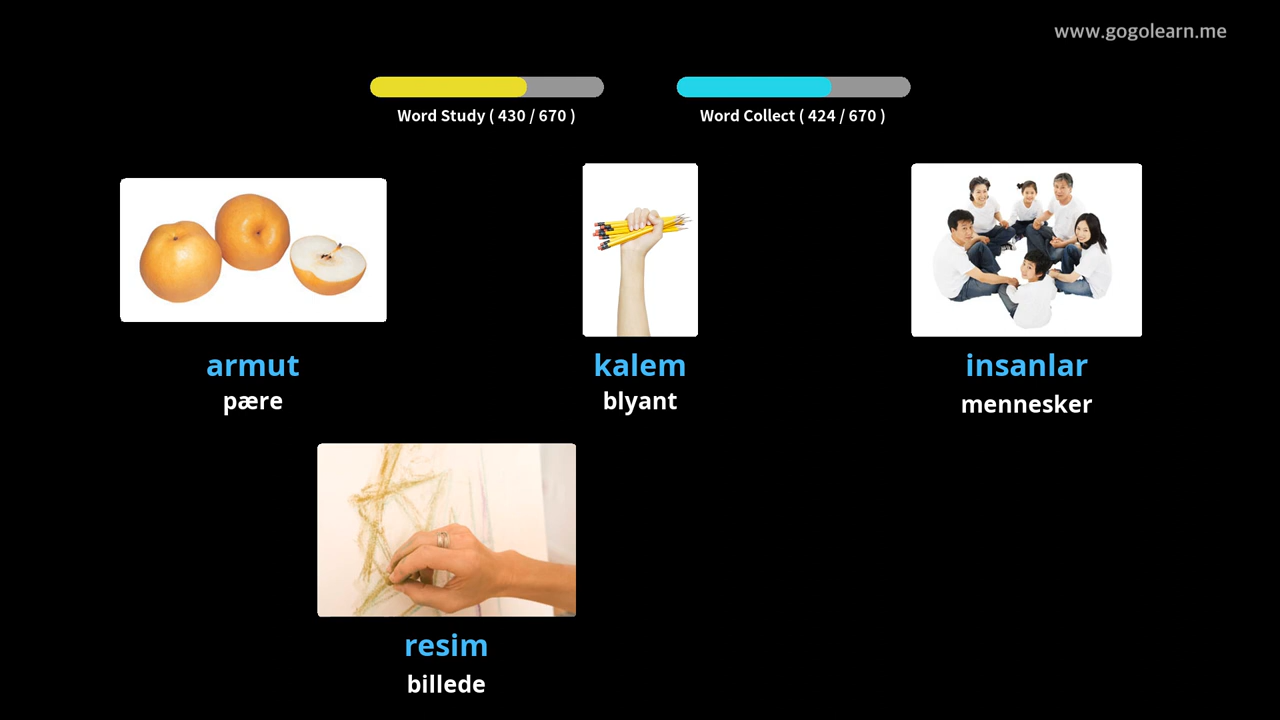 www.gogolearn.me
Word Study ( 430 / 670 )
Word Collect ( 424 / 670 )
armut
pære
kalem
blyant
insanlar
mennesker
resim
billede